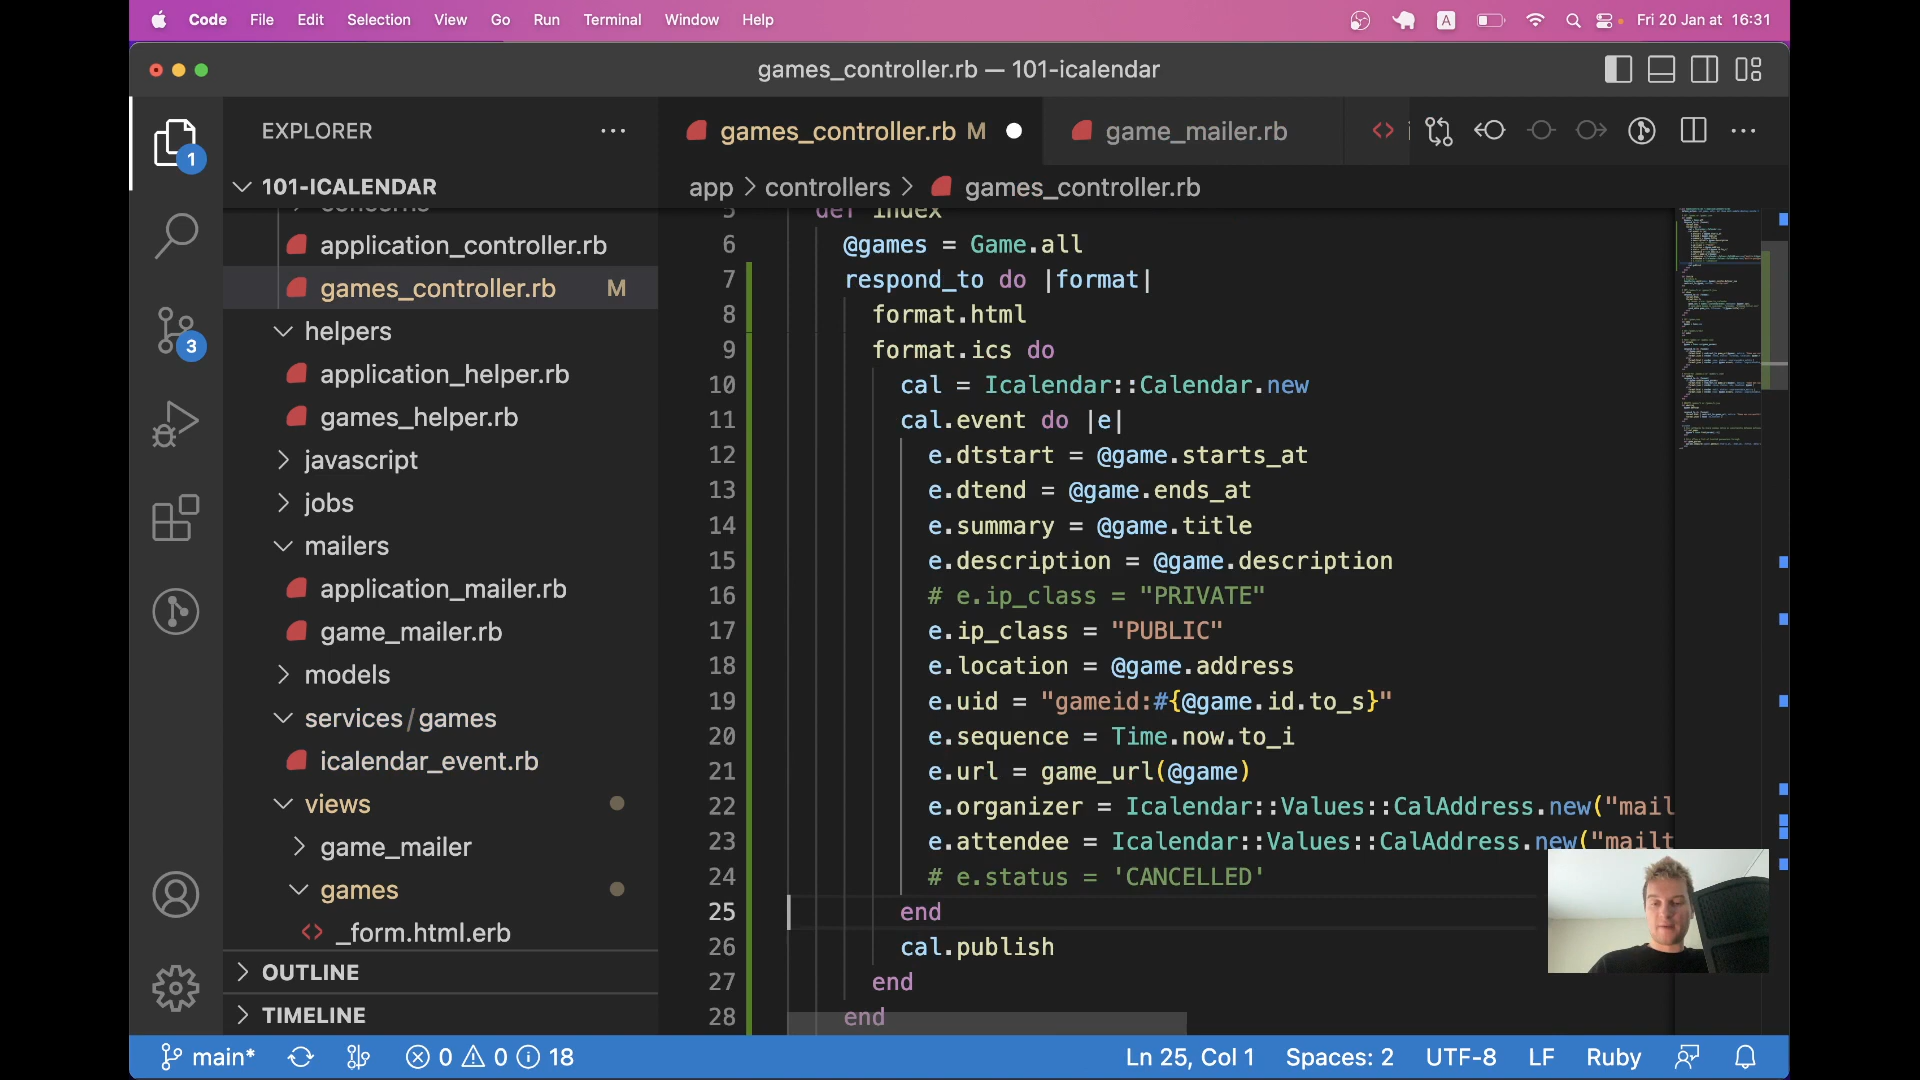 Code File Edit Selection View Go Run Terminal Window Help A Fri 20 Jan at 16:31
games_controller.rb — 101-icalendar
EXPLORER
games_controller.rb M
game_mailer.rb
1
101-ICALENDAR
app > controllers > games_controller.rb
concerns
application_controller.rb
games_controller.rb M
helpers
application_helper.rb
games_helper.rb
3
javascript
jobs
mailers
application_mailer.rb
game_mailer.rb
models
services/games
icalendar_event.rb
views
game_mailer
games
_form.html.erb
OUTLINE
TIMELINE
5 def index
6 @games = Game.all
7 respond_to do |format|
8 format.html
9 format.ics do
10 cal = Icalendar::Calendar.new
11 cal.event do |e|
12 e.dtstart = @game.starts_at
13 e.dtend = @game.ends_at
14 e.summary = @game.title
15 e.description = @game.description
16 # e.ip_class = "PRIVATE"
17 e.ip_class = "PUBLIC"
18 e.location = @game.address
19 e.uid = "gameid:#{@game.id.to_s}"
20 e.sequence = Time.now.to_i
21 e.url = game_url(@game)
22 e.organizer = Icalendar::Values::CalAddress.new("mail
23 e.attendee = Icalendar::Values::CalAddress.new("mailt
24 # e.status = 'CANCELLED'
25 end
26 cal.publish
27 end
28 end
main* 0 0 18 Ln 25, Col 1 Spaces: 2 UTF-8 LF Ruby